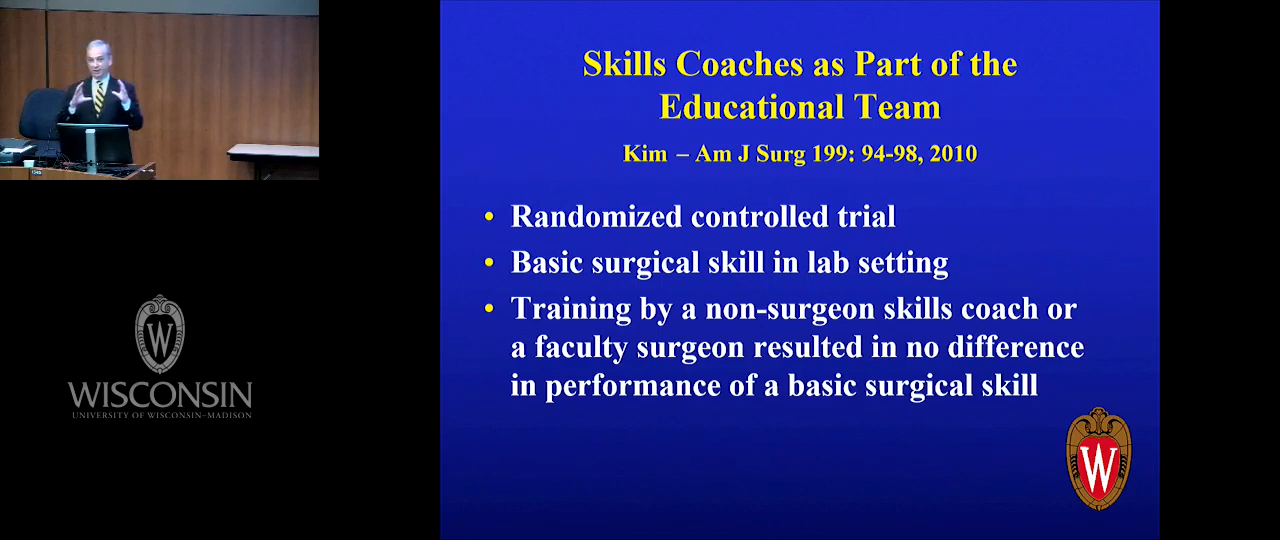 Skills Coaches as Part of the
Educational Team
Kim – Am J Surg 199: 94-98, 2010
• Randomized controlled trial
• Basic surgical skill in lab setting
• Training by a non-surgeon skills coach or
a faculty surgeon resulted in no difference
in performance of a basic surgical skill
W
W
WISCONSIN
UNIVERSITY OF WISCONSIN–MADISON